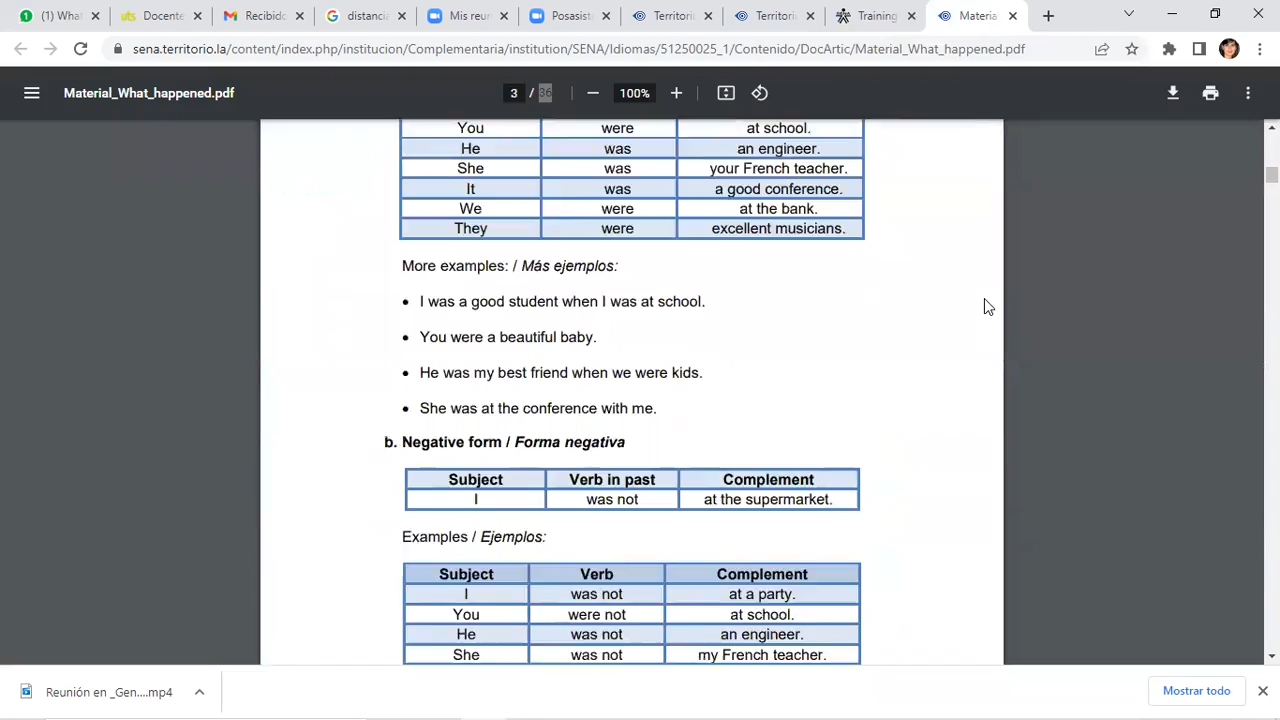 (1) What
Docente
Recibido
distancia
Mis reu
Posasist
Territor
Territor
Training
Materia
sena.territorio.la/content/index.php/institucion/Complementaria/institution/SENA/Idiomas/51250025_1/Contenido/DocArtic/Material_What_happened.pdf
Material_What_happened.pdf
3 / 36
100%
You were at school.
He was an engineer.
She was your French teacher.
It was a good conference.
We were at the bank.
They were excellent musicians.
More examples: / Más ejemplos:
• I was a good student when I was at school.
• You were a beautiful baby.
• He was my best friend when we were kids.
• She was at the conference with me.
b. Negative form / Forma negativa
Subject Verb in past Complement
I was not at the supermarket.
Examples / Ejemplos:
Subject Verb Complement
I was not at a party.
You were not at school.
He was not an engineer.
She was not my French teacher.
Reunión en _Gen....mp4
Mostrar todo